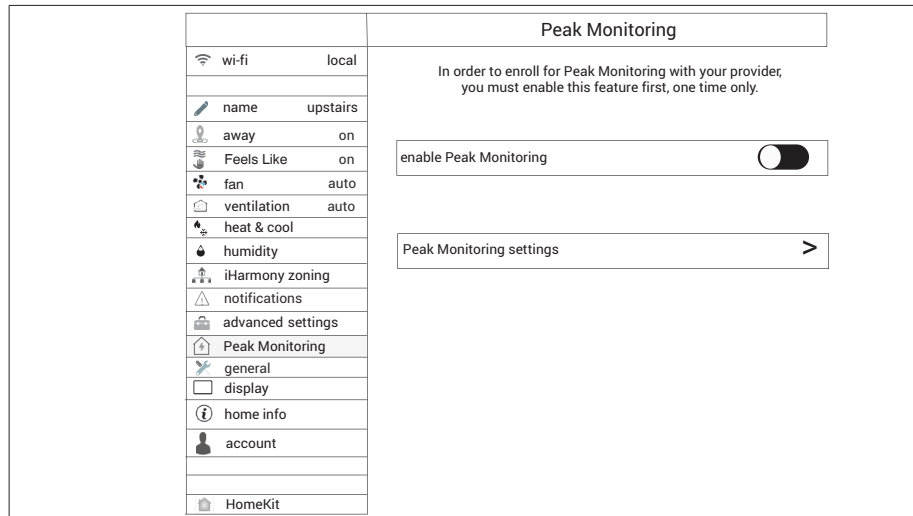 Peak Monitoring
wi-fi local
name upstairs
away on
Feels Like on
fan auto
ventilation auto
heat & cool
humidity
iHarmony zoning
notifications
advanced settings
Peak Monitoring
general
display
home info
account
HomeKit
In order to enroll for Peak Monitoring with your provider,
you must enable this feature first, one time only.
enable Peak Monitoring
Peak Monitoring settings >